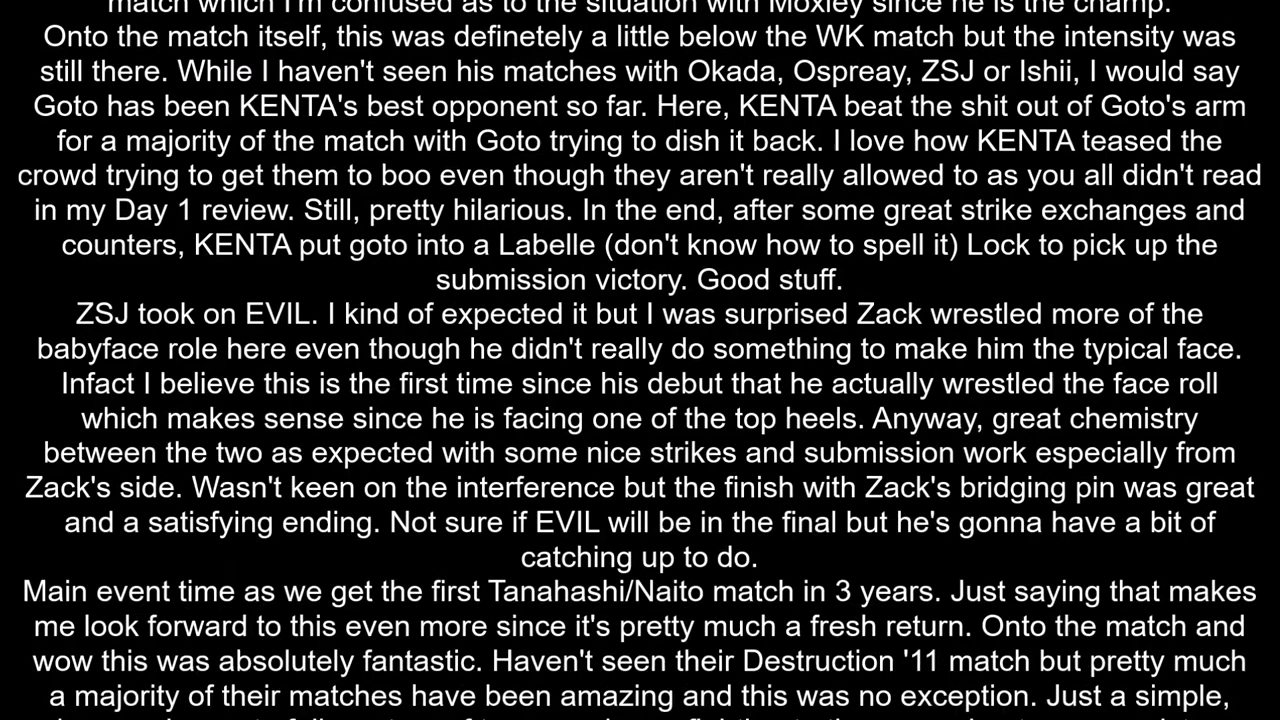 match which I'm confused as to the situation with Moxley since he is the champ.
Onto the match itself, this was definetely a little below the WK match but the intensity was
still there. While I haven't seen his matches with Okada, Ospreay, ZSJ or Ishii, I would say
Goto has been KENTA's best opponent so far. Here, KENTA beat the shit out of Goto's arm
for a majority of the match with Goto trying to dish it back. I love how KENTA teased the
crowd trying to get them to boo even though they aren't really allowed to as you all didn't read
in my Day 1 review. Still, pretty hilarious. In the end, after some great strike exchanges and
counters, KENTA put goto into a Labelle (don't know how to spell it) Lock to pick up the
submission victory. Good stuff.
ZSJ took on EVIL. I kind of expected it but I was surprised Zack wrestled more of the
babyface role here even though he didn't really do something to make him the typical face.
Infact I believe this is the first time since his debut that he actually wrestled the face roll
which makes sense since he is facing one of the top heels. Anyway, great chemistry
between the two as expected with some nice strikes and submission work especially from
Zack's side. Wasn't keen on the interference but the finish with Zack's bridging pin was great
and a satisfying ending. Not sure if EVIL will be in the final but he's gonna have a bit of
catching up to do.
Main event time as we get the first Tanahashi/Naito match in 3 years. Just saying that makes
me look forward to this even more since it's pretty much a fresh return. Onto the match and
wow this was absolutely fantastic. Haven't seen their Destruction '11 match but pretty much
a majority of their matches have been amazing and this was no exception. Just a simple,